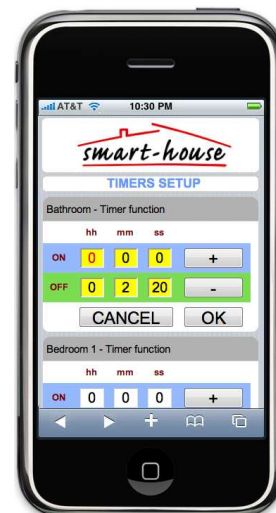 AT&T 10:30 PM
smart-house
TIMERS SETUP
Bathroom - Timer function
hh mm ss
ON 0 0 0 +
OFF 0 2 20 -
CANCEL OK
Bedroom 1 - Timer function
hh mm ss
ON 0 0 0 +